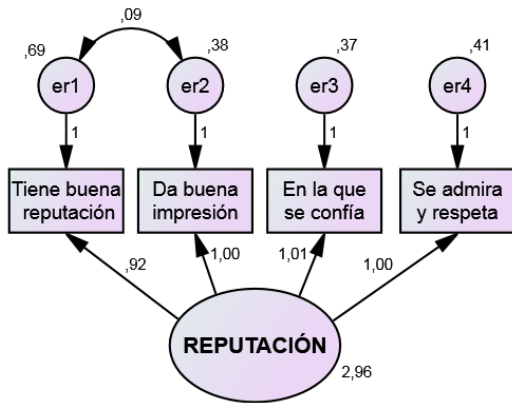 ,09
,69
,38
,37
,41
er1
er2
er3
er4
1
1
1
1
Tiene buena
reputación
Da buena
impresión
En la que
se confía
Se admira
y respeta
,92
1,00
1,01
1,00
REPUTACIÓN
2,96